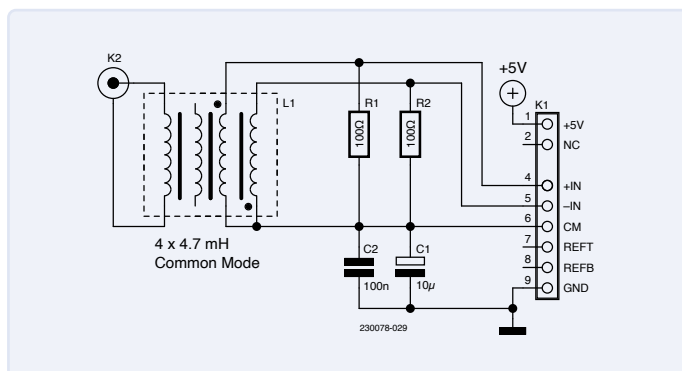 K2
L1
4 x 4.7 mH
Common Mode
R1
100Ω
R2
100Ω
C2
100n
C1
10µ
230078-029
+5V
K1
1 +5V
2 NC
4 +IN
5 –IN
6 CM
7 REFT
8 REFB
9 GND